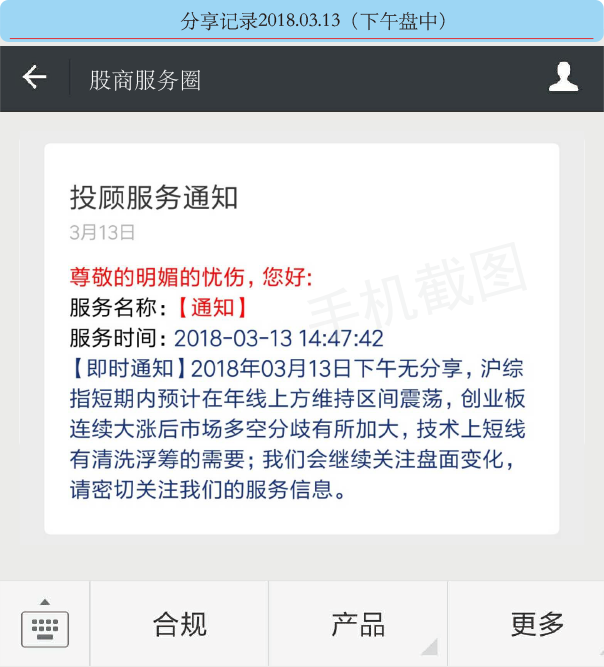 分享记录2018.03.13（下午盘中）
股商服务圈
投顾服务通知
3月13日
尊敬的明媚的忧伤，您好:
服务名称:【通知】
服务时间: 2018-03-13 14:47:42
【即时通知】2018年03月13日下午无分享，沪综
指短期内预计在年线上方维持区间震荡，创业板
连续大涨后市场多空分歧有所加大，技术上短线
有清洗浮筹的需要；我们会继续关注盘面变化，
请密切关注我们的服务信息。
手机截图
合规
产品
更多